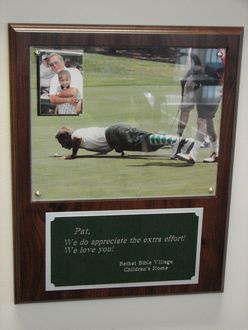 Pat,
We do appreciate the extra effort!
We love you!
Bethel Bible Village
Children's Home